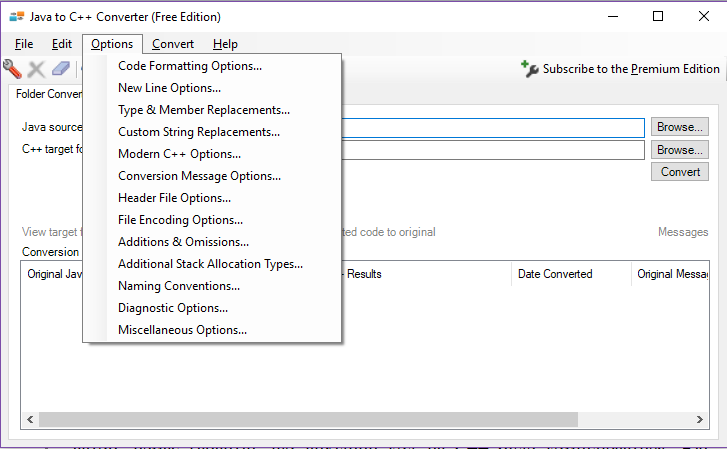 Java to C++ Converter (Free Edition)
File Edit Options Convert Help
Subscribe to the Premium Edition
Code Formatting Options...
New Line Options...
Type & Member Replacements...
Custom String Replacements...
Modern C++ Options...
Conversion Message Options...
Header File Options...
File Encoding Options...
Additions & Omissions...
Additional Stack Allocation Types...
Naming Conventions...
Diagnostic Options...
Miscellaneous Options...
Folder Conver
Java source Browse...
C++ target fo Browse...
Convert
View target f ted code to original Messages
Conversion
Original Jav - Results Date Converted Original Messag